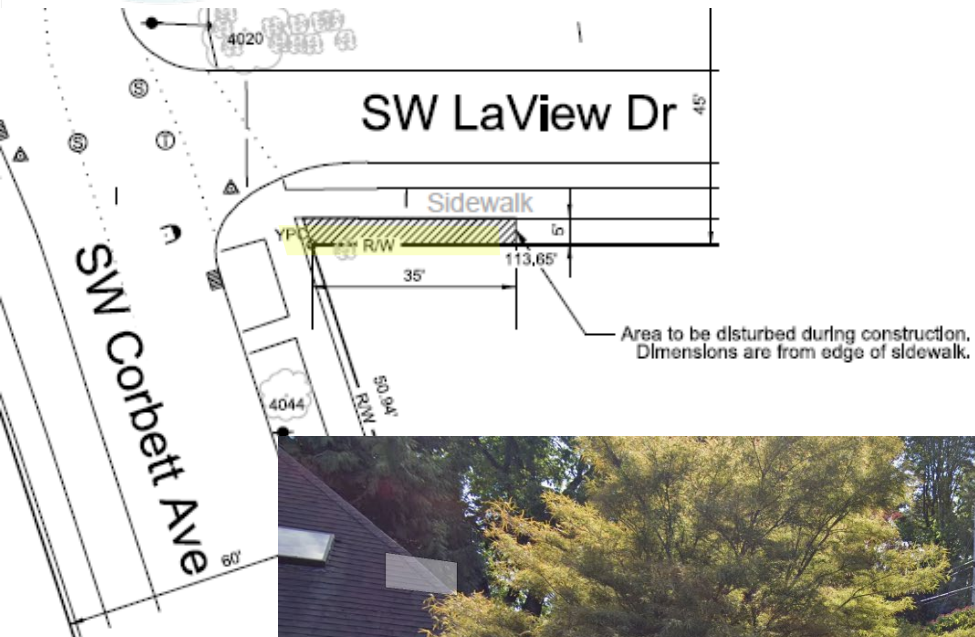 4020
SW LaView Dr
45'
S
S
T
Sidewalk
YPC
R/W
5'
113.65'
35'
Area to be disturbed during construction.
Dimensions are from edge of sidewalk.
SW Corbett Ave
50.94'
R/W
4044
60'